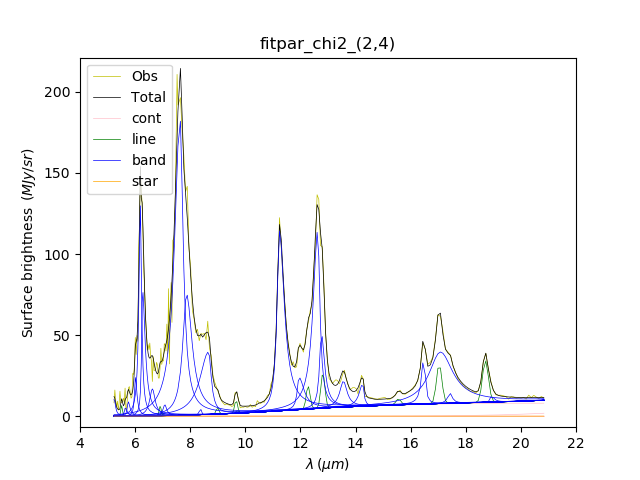 fitpar_chi2_(2,4)
Obs
Total
cont
line
band
star
Surface brightness (MJy/sr)
200
150
100
50
0
4 6 8 10 12 14 16 18 20 22
λ (μm)